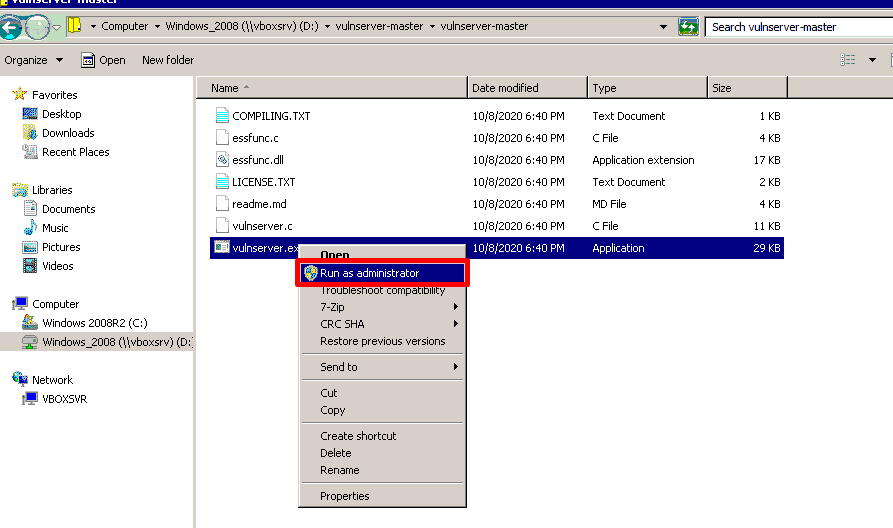 vulnserver-master
Computer Windows_2008 (\\vboxsrv) (D:) vulnserver-master vulnserver-master Search vulnserver-master
Organize Open New folder
Name Date modified Type Size
Favorites
Desktop
Downloads
Recent Places
Libraries
Documents
Music
Pictures
Videos
Computer
Windows 2008R2 (C:)
Windows_2008 (\\vboxsrv) (D:
Network
VBOXSVR
COMPILING.TXT 10/8/2020 6:40 PM Text Document 1 KB
essfunc.c 10/8/2020 6:40 PM C File 4 KB
essfunc.dll 10/8/2020 6:40 PM Application extension 17 KB
LICENSE.TXT 10/8/2020 6:40 PM Text Document 2 KB
readme.md 10/8/2020 6:40 PM MD File 4 KB
vulnserver.c 10/8/2020 6:40 PM C File 11 KB
vulnserver.ex 10/8/2020 6:40 PM Application 29 KB
Open
Run as administrator
Troubleshoot compatibility
7-Zip
CRC SHA
Restore previous versions
Send to
Cut
Copy
Create shortcut
Delete
Rename
Properties